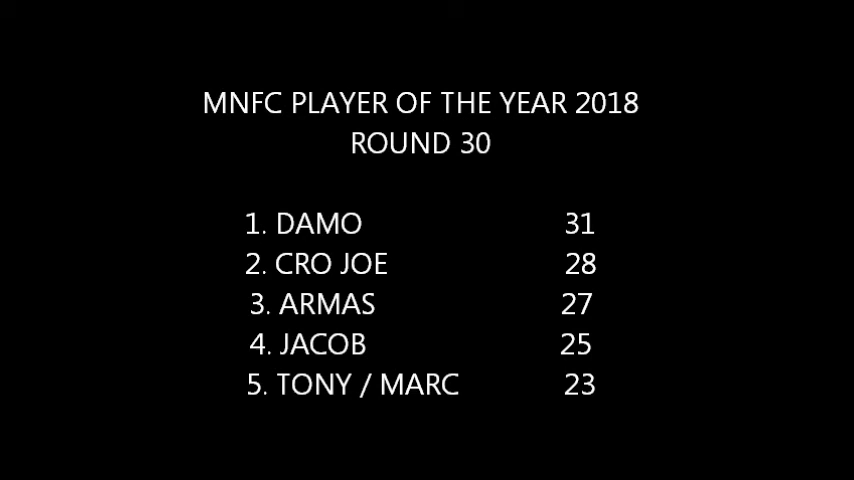 MNFC PLAYER OF THE YEAR 2018
ROUND 30
1. DAMO 31
2. CRO JOE 28
3. ARMAS 27
4. JACOB 25
5. TONY / MARC 23